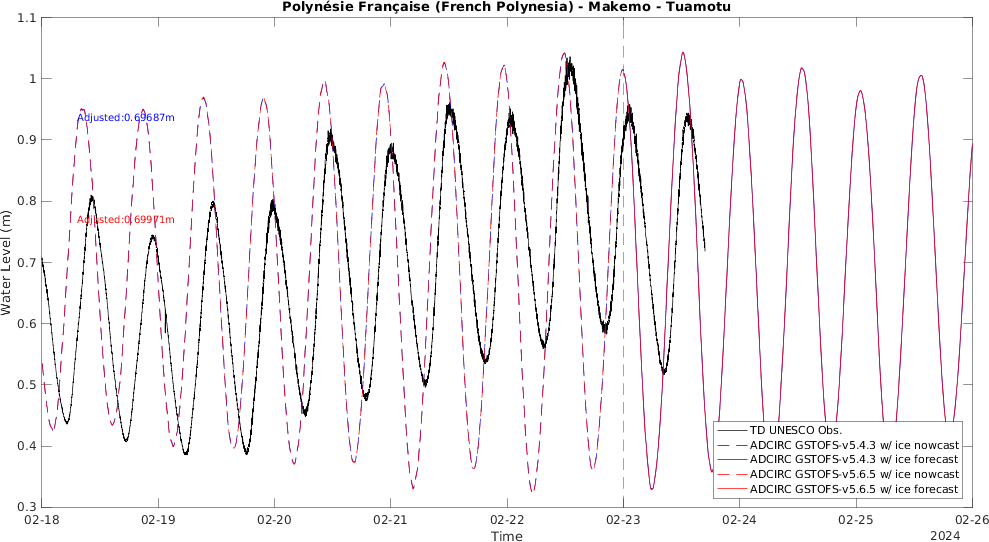 Polynésie Française (French Polynesia) - Makemo - Tuamotu
1.1
1
0.9
0.8
0.7
0.6
0.5
0.4
0.3
Water Level (m)
Adjusted:0.69687m
Adjusted:0.69971m
TD UNESCO Obs.
ADCIRC GSTOFS-v5.4.3 w/ ice nowcast
ADCIRC GSTOFS-v5.4.3 w/ ice forecast
ADCIRC GSTOFS-v5.6.5 w/ ice nowcast
ADCIRC GSTOFS-v5.6.5 w/ ice forecast
02-18 02-19 02-20 02-21 02-22 02-23 02-24 02-25 02-26
Time
2024